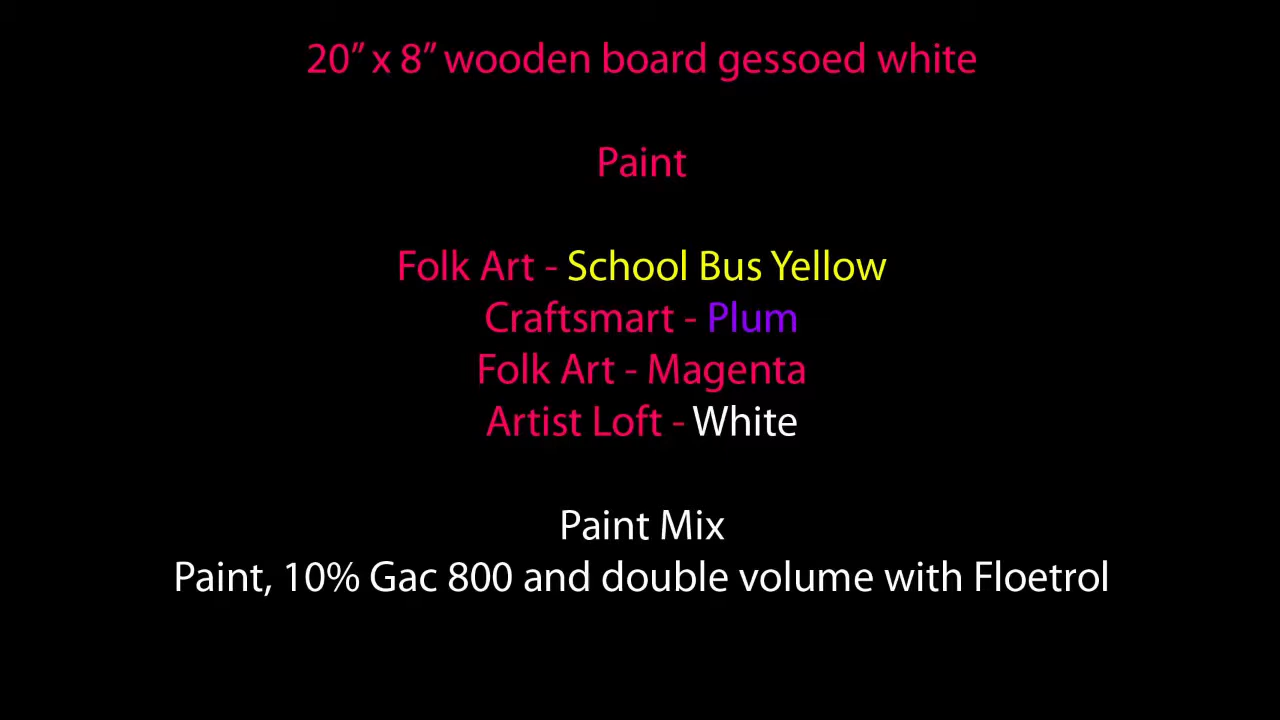 20” x 8” wooden board gessoed white
Paint
Folk Art - School Bus Yellow
Craftsmart - Plum
Folk Art - Magenta
Artist Loft - White
Paint Mix
Paint, 10% Gac 800 and double volume with Floetrol